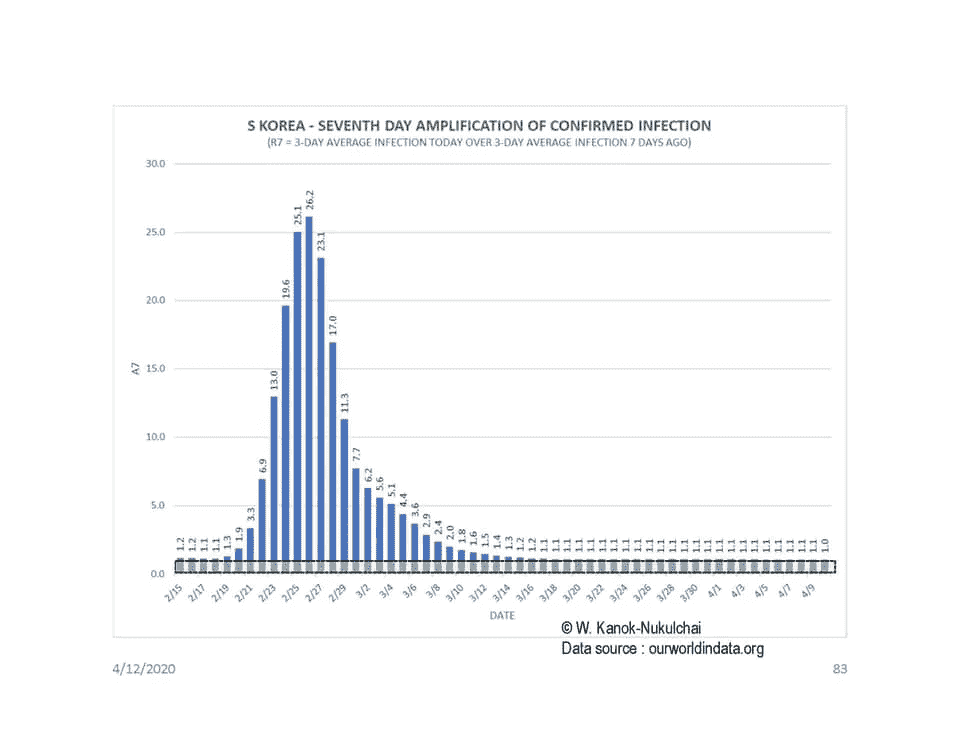 S KOREA - SEVENTH DAY AMPLIFICATION OF CONFIRMED INFECTION
(R7 = 3-DAY AVERAGE INFECTION TODAY OVER 3-DAY AVERAGE INFECTION 7 DAYS AGO)
30.0
25.0
20.0
15.0
10.0
5.0
0.0
A7
1.2 1.2 1.1 1.1 1.3 1.9 3.3 6.9 13.0 19.6 25.1 26.2 23.1 17.0 11.3 7.7 6.2 5.6 5.1 4.4 3.6 2.9 2.4 2.0 1.8 1.6 1.5 1.4 1.3 1.2 1.2 1.1 1.1 1.1 1.1 1.1 1.1 1.1 1.1 1.1 1.1 1.1 1.1 1.1 1.1 1.1 1.1 1.1 1.1 1.1 1.1 1.1 1.1 1.1 1.1 1.0
2/15 2/17 2/19 2/21 2/23 2/25 2/27 2/29 3/2 3/4 3/6 3/8 3/10 3/12 3/14 3/16 3/18 3/20 3/22 3/24 3/26 3/28 3/30 4/1 4/3 4/5 4/7 4/9
DATE
© W. Kanok-Nukulchai
Data source : ourworldindata.org
4/12/2020
83